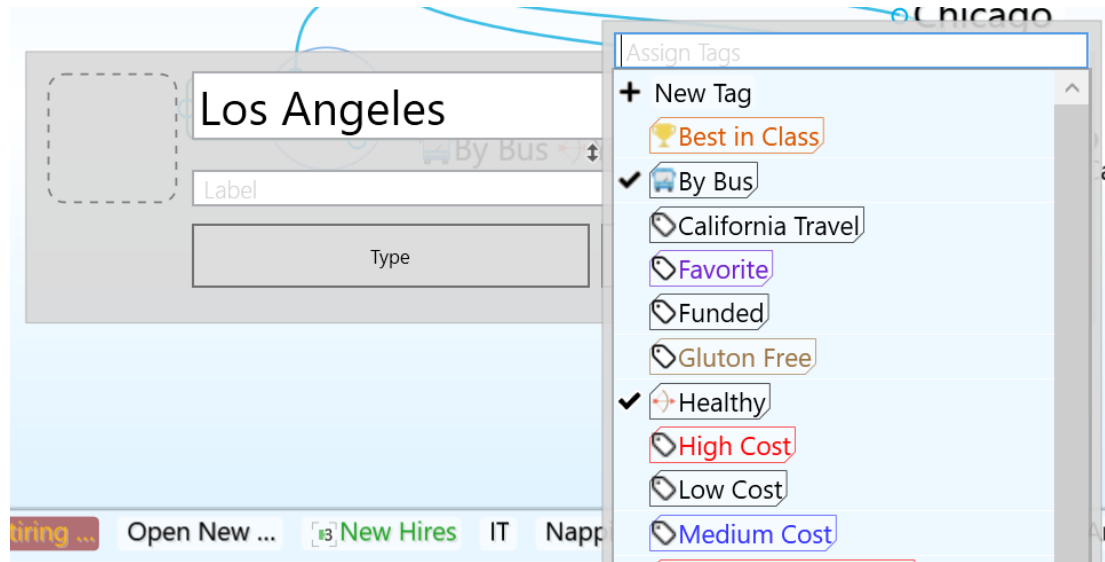 Chicago
Assign Tags
Los Angeles
New Tag
Best in Class
By Bus
By Bus
Label
California Travel
Type
Favorite
Funded
Gluton Free
Healthy
High Cost
Low Cost
Open New ...
New Hires
IT
Medium Cost